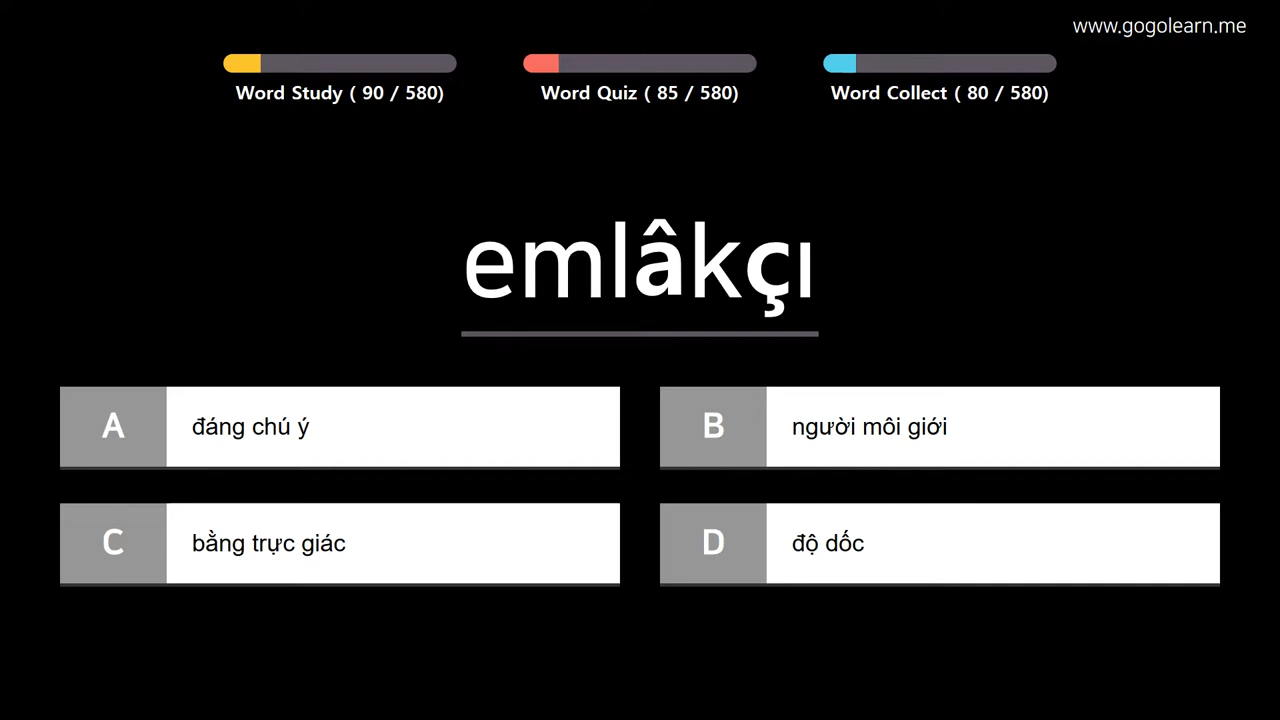 www.gogolearn.me
Word Study ( 90 / 580)
Word Quiz ( 85 / 580)
Word Collect ( 80 / 580)
emlâkçı
A đáng chú ý
B người môi giới
C bằng trực giác
D độ dốc